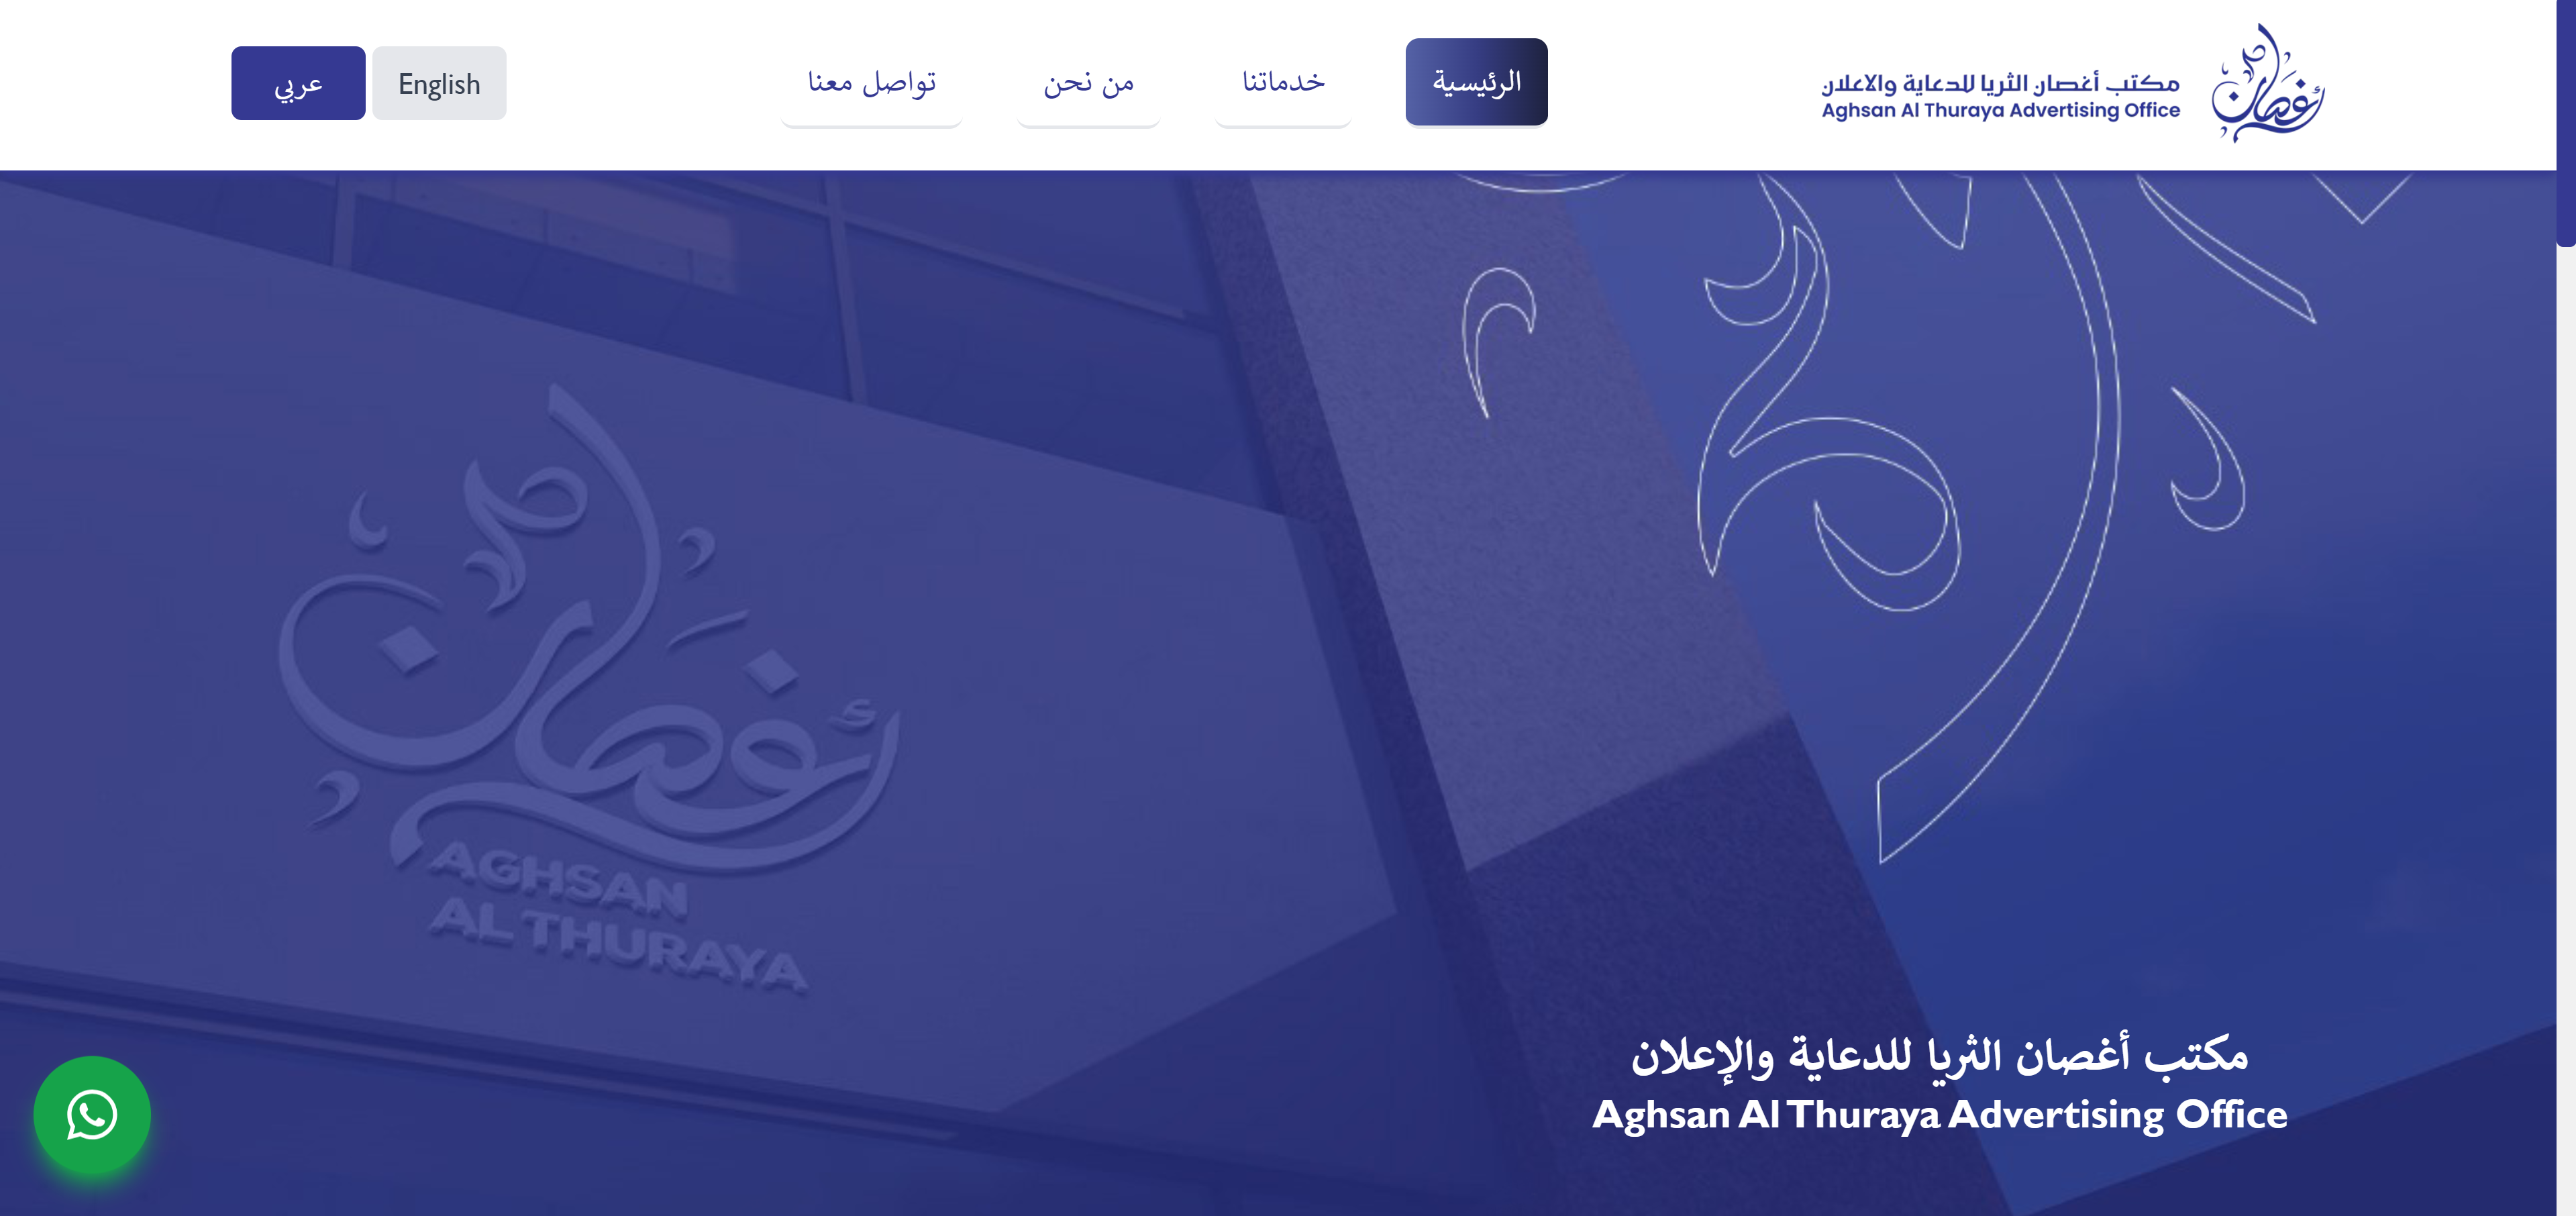 مكتب أغصان الثريا للدعاية والاعلان
Aghsan Al Thuraya Advertising Office
أغصان
الرئيسية
خدماتنا
من نحن
تواصل معنا
English
عربي
أغصان
AGHSAN
AL THURAYA
مكتب أغصان الثريا للدعاية والإعلان
Aghsan Al Thuraya Advertising Office